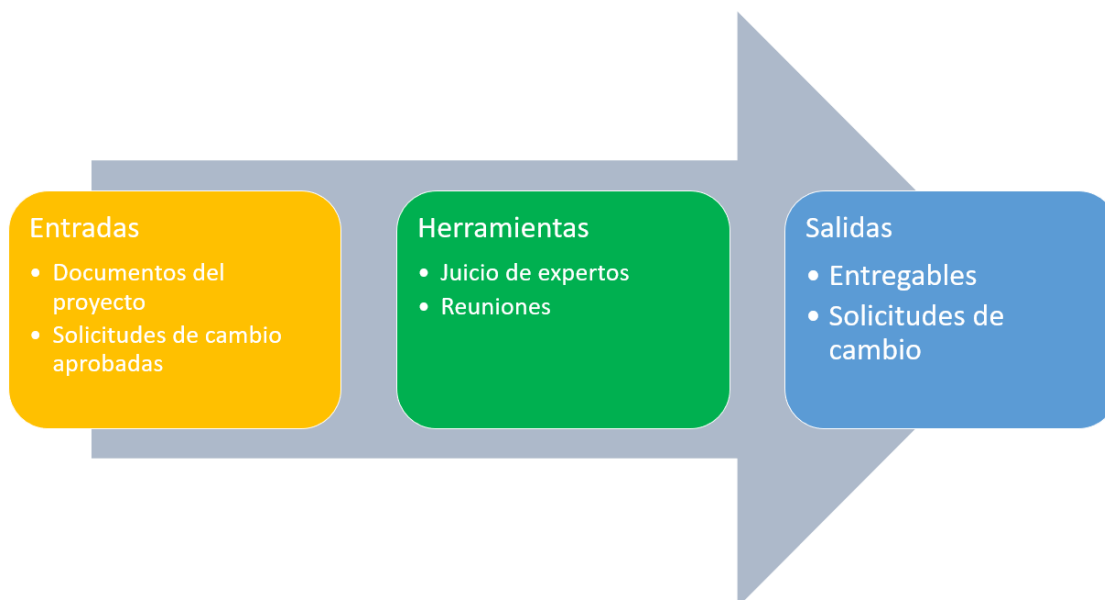 Entradas
• Documentos del
proyecto
• Solicitudes de cambio
aprobadas
Herramientas
• Juicio de expertos
• Reuniones
Salidas
• Entregables
• Solicitudes de
cambio